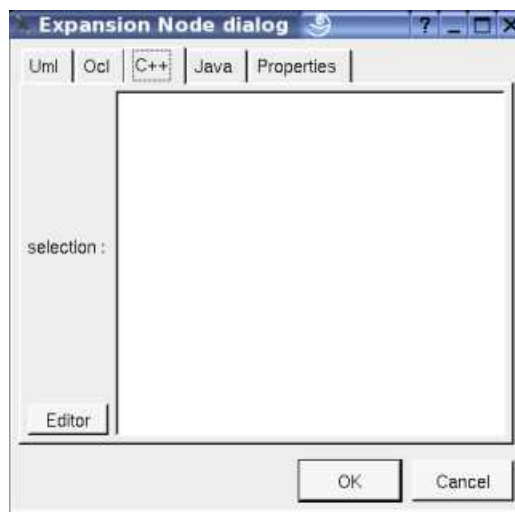 Expansion Node dialog ? _
Uml Ocl C++ Java Properties
selection :
Editor
OK Cancel